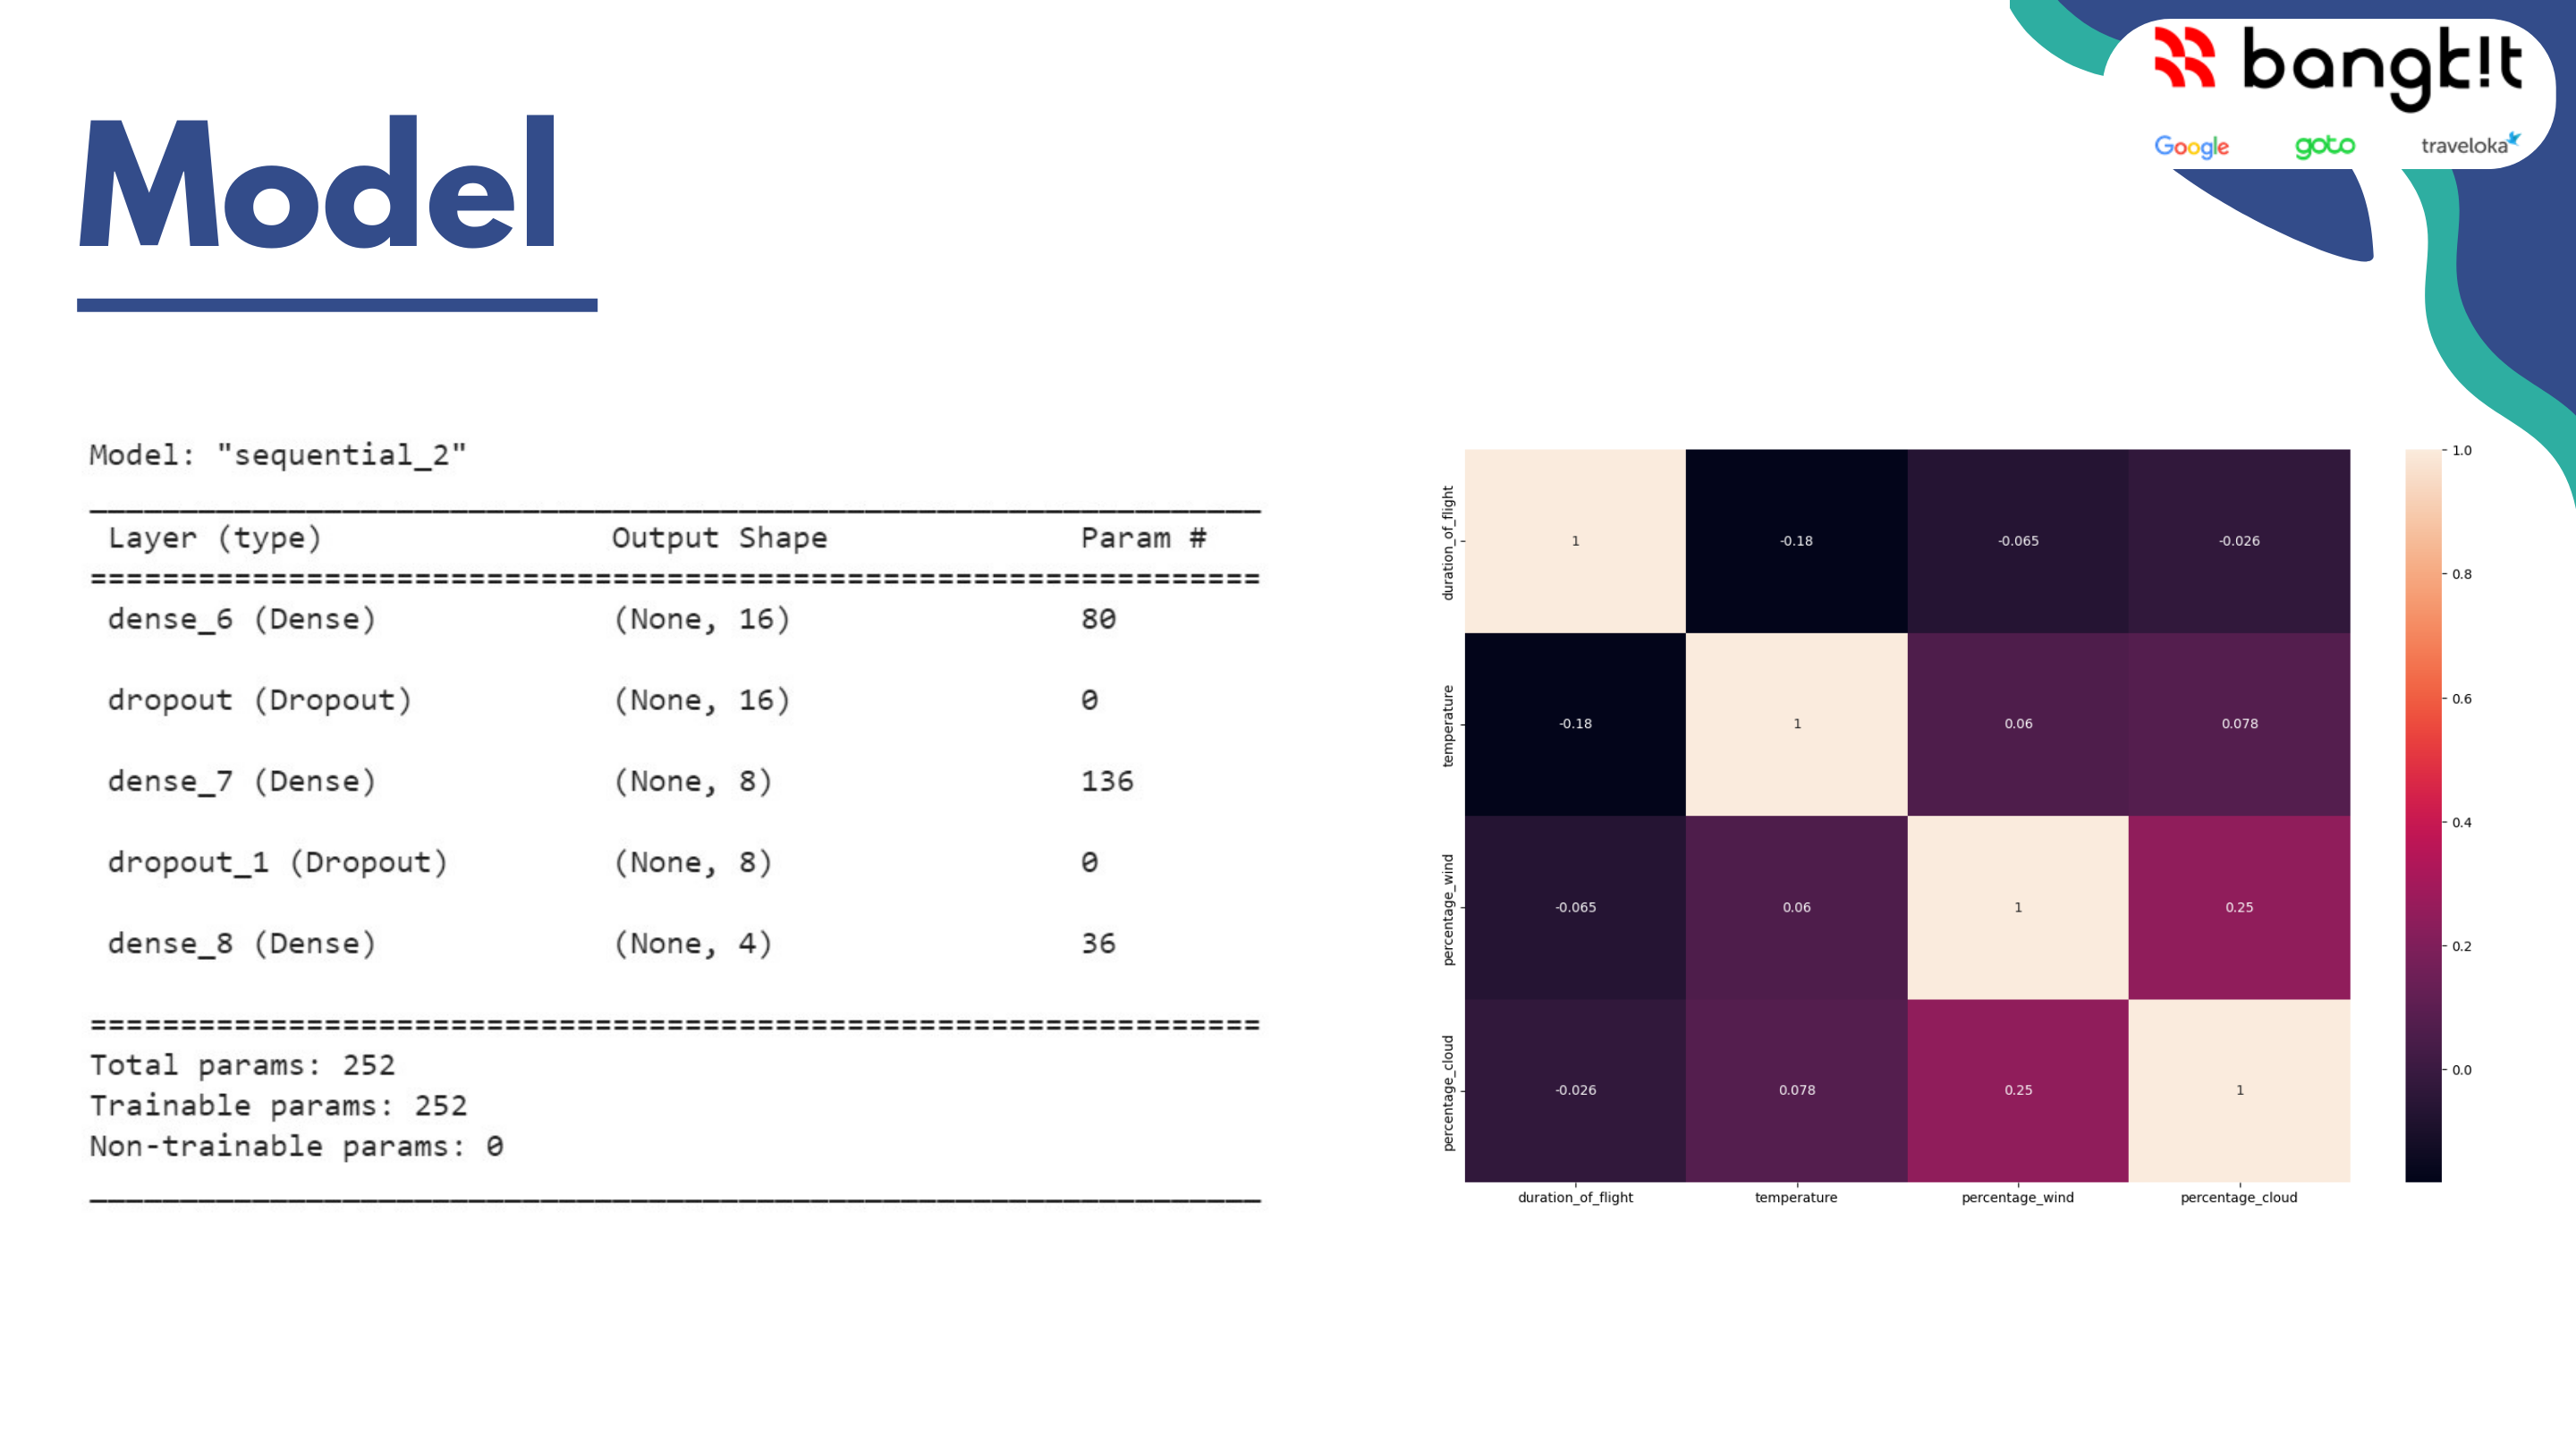 bangk!t
Google goto traveloka
Model
Model: "sequential_2"
Layer (type) Output Shape Param #
dense_6 (Dense) (None, 16) 80
dropout (Dropout) (None, 16) 0
dense_7 (Dense) (None, 8) 136
dropout_1 (Dropout) (None, 8) 0
dense_8 (Dense) (None, 4) 36
Total params: 252
Trainable params: 252
Non-trainable params: 0
duration_of_flight
1 -0.18 -0.065 -0.026
temperature
-0.18 1 0.06 0.078
percentage_wind
-0.065 0.06 1 0.25
percentage_cloud
-0.026 0.078 0.25 1
duration_of_flight temperature percentage_wind percentage_cloud
1.0
0.8
0.6
0.4
0.2
0.0